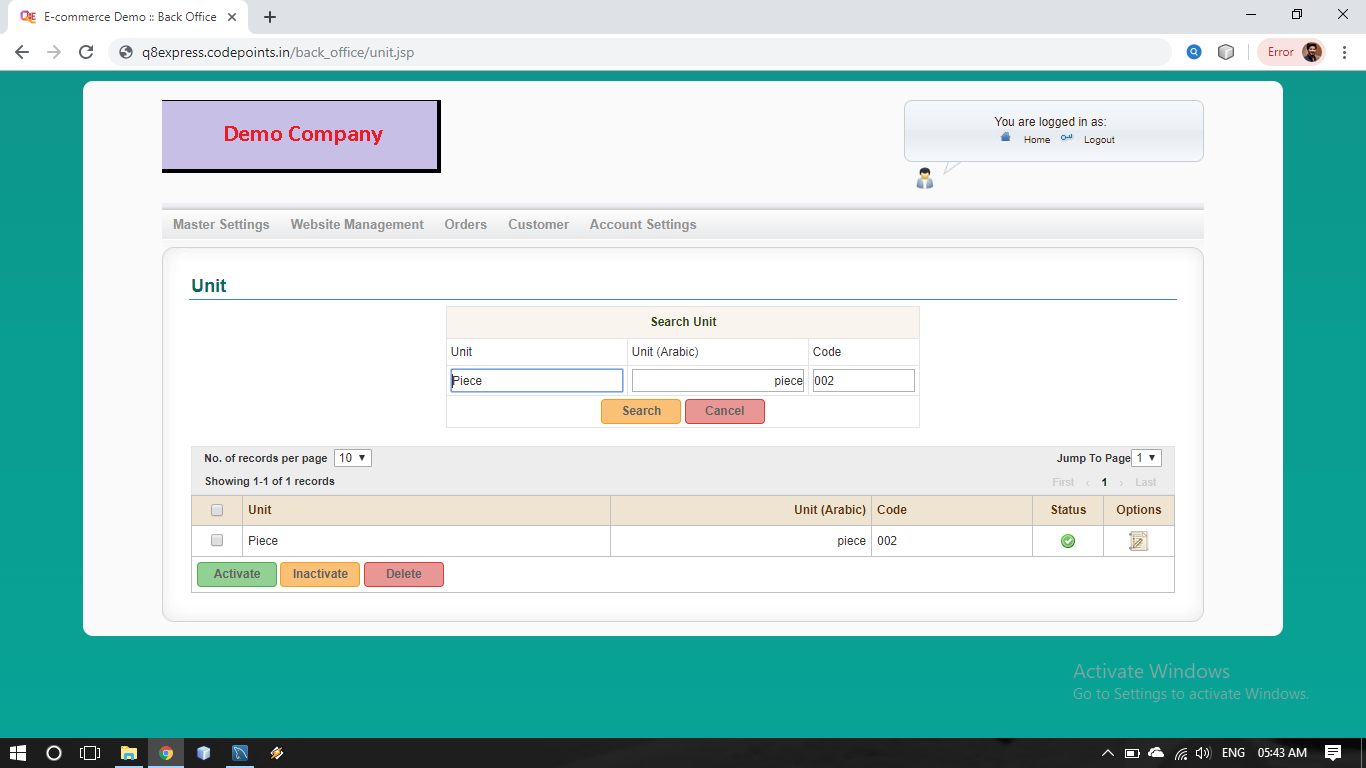 E-commerce Demo :: Back Office
q8express.codepoints.in/back_office/unit.jsp
Error
Demo Company
You are logged in as:
Home Logout
Master Settings Website Management Orders Customer Account Settings
Unit
Search Unit
Unit Unit (Arabic) Code
Piece piece 002
Search Cancel
No. of records per page 10 Jump To Page 1
Showing 1-1 of 1 records First ‹ 1 › Last
Unit Unit (Arabic) Code Status Options
Piece piece 002
Activate Inactivate Delete
Activate Windows
Go to Settings to activate Windows.
ENG 05:43 AM